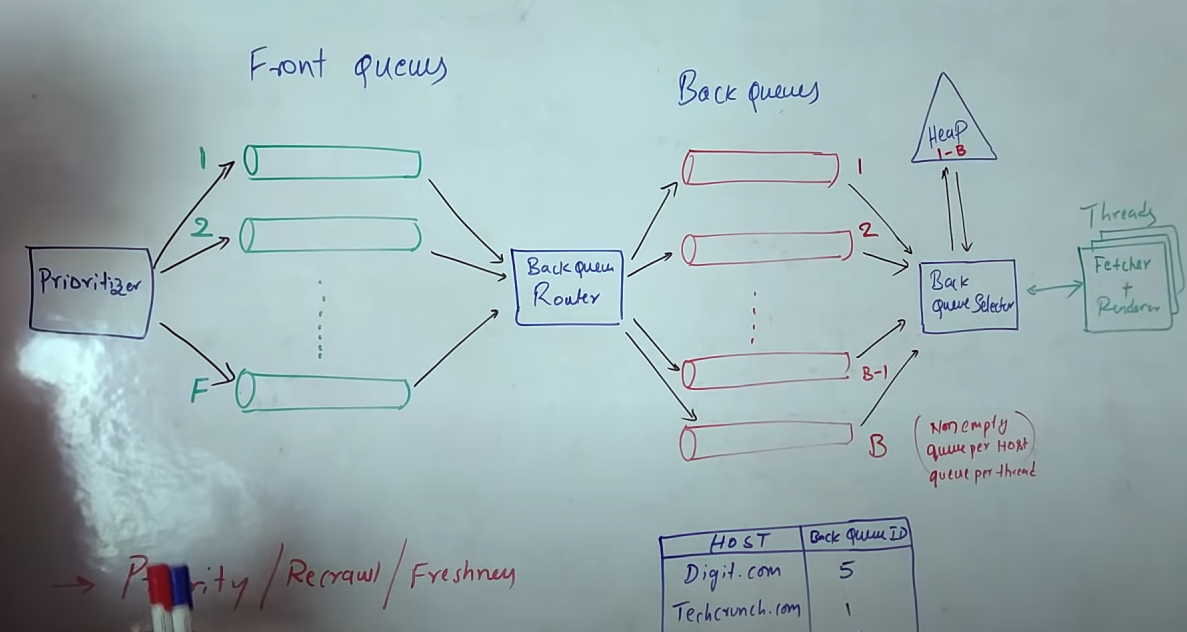 Front queues
Back queues
Heap
1-B
1
2
F
Prioritizer
Back queue
Router
1
2
B-1
B
Back
Queue Selector
Threads
Fetcher
+
Renderer
(Non empty
queue per Host
queue per thread)
→ Priority / Recrawl / Freshness
HOST | Back Queue ID
Digit.com | 5
Techcrunch.com | 1